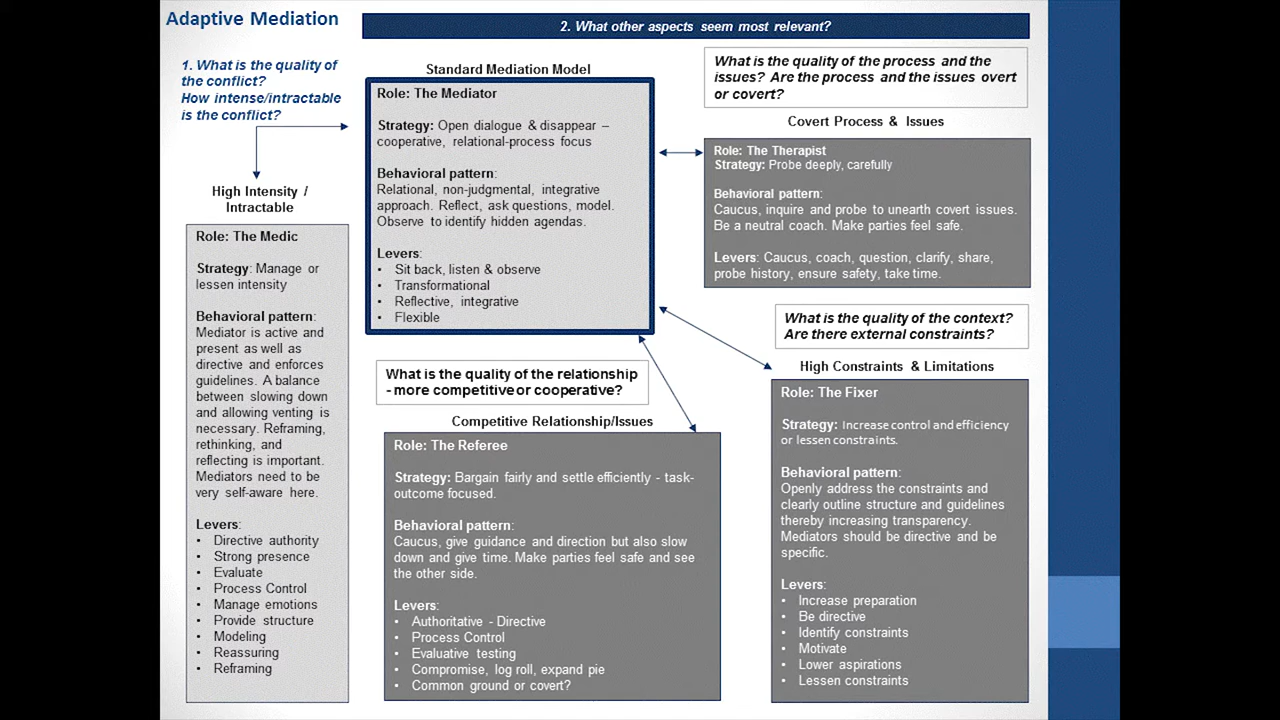 Adaptive Mediation
2. What other aspects seem most relevant?
1. What is the quality of
the conflict?
How intense/intractable
is the conflict?
High Intensity /
Intractable
Role: The Medic
Strategy: Manage or
lessen intensity
Behavioral pattern:
Mediator is active and
present as well as
directive and enforces
guidelines. A balance
between slowing down
and allowing venting is
necessary. Reframing,
rethinking, and
reflecting is important.
Mediators need to be
very self-aware here.
Levers:
• Directive authority
• Strong presence
• Evaluate
• Process Control
• Manage emotions
• Provide structure
• Modeling
• Reassuring
• Reframing
Standard Mediation Model
Role: The Mediator
Strategy: Open dialogue & disappear –
cooperative, relational-process focus
Behavioral pattern:
Relational, non-judgmental, integrative
approach. Reflect, ask questions, model.
Observe to identify hidden agendas.
Levers:
• Sit back, listen & observe
• Transformational
• Reflective, integrative
• Flexible
What is the quality of the relationship
- more competitive or cooperative?
Competitive Relationship/Issues
Role: The Referee
Strategy: Bargain fairly and settle efficiently - task-
outcome focused.
Behavioral pattern:
Caucus, give guidance and direction but also slow
down and give time. Make parties feel safe and see
the other side.
Levers:
• Authoritative - Directive
• Process Control
• Evaluative testing
• Compromise, log roll, expand pie
• Common ground or covert?
What is the quality of the process and the
issues? Are the process and the issues overt
or covert?
Covert Process & Issues
Role: The Therapist
Strategy: Probe deeply, carefully
Behavioral pattern:
Caucus, inquire and probe to unearth covert issues.
Be a neutral coach. Make parties feel safe.
Levers: Caucus, coach, question, clarify, share,
probe history, ensure safety, take time.
What is the quality of the context?
Are there external constraints?
High Constraints & Limitations
Role: The Fixer
Strategy: Increase control and efficiency
or lessen constraints.
Behavioral pattern:
Openly address the constraints and
clearly outline structure and guidelines
thereby increasing transparency.
Mediators should be directive and be
specific.
Levers:
• Increase preparation
• Be directive
• Identify constraints
• Motivate
• Lower aspirations
• Lessen constraints